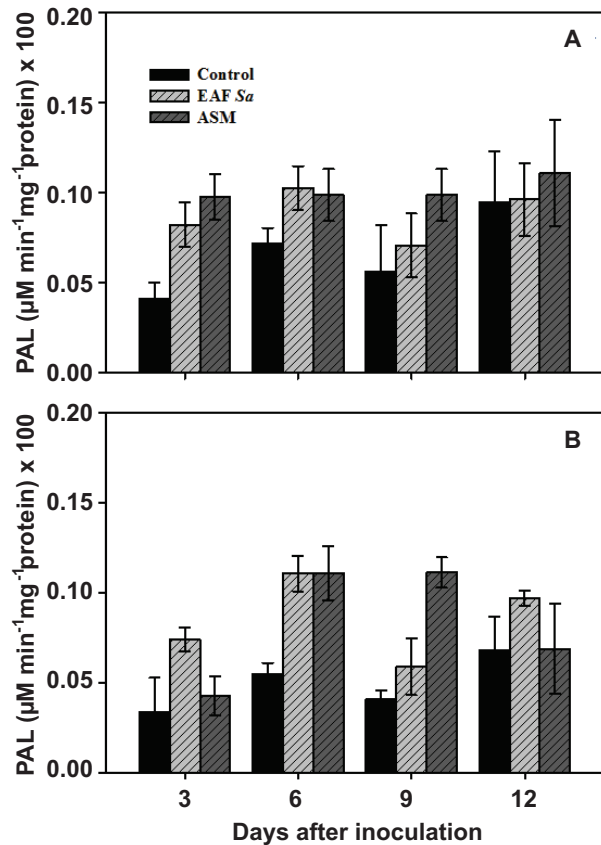 A
Control
EAF Sa
ASM
PAL (µM min⁻¹mg⁻¹protein) x 100
0.20
0.15
0.10
0.05
0.00
B
PAL (µM min⁻¹mg⁻¹protein) x 100
0.20
0.15
0.10
0.05
0.00
3 6 9 12
Days after inoculation